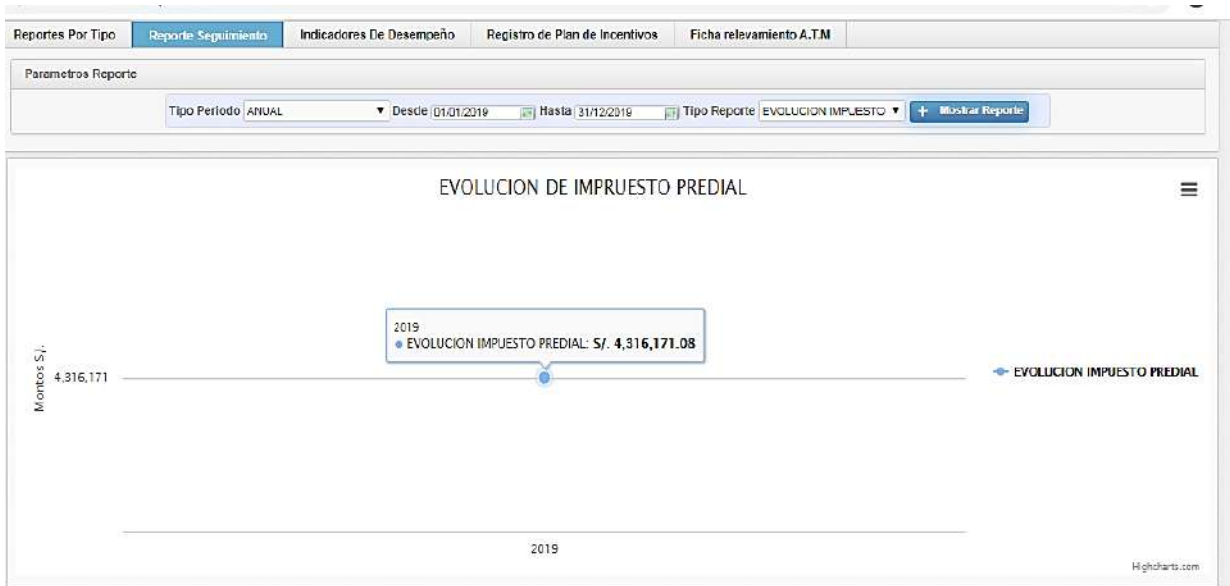 Reportes Por Tipo Reporte Seguimiento Indicadores De Desempeño Registro de Plan de Incentivos Ficha relevamiento A.T.M
Parametros Reporte
Tipo Periodo ANUAL Desde 01/01/2019 Hasta 31/12/2019 Tipo Reporte EVOLUCION IMPUESTO + Mostrar Reporte
EVOLUCION DE IMPRUESTO PREDIAL
2019
EVOLUCION IMPUESTO PREDIAL: S/. 4,316,171.08
Montos S/.
4,316,171
EVOLUCION IMPUESTO PREDIAL
2019
Highcharts.com